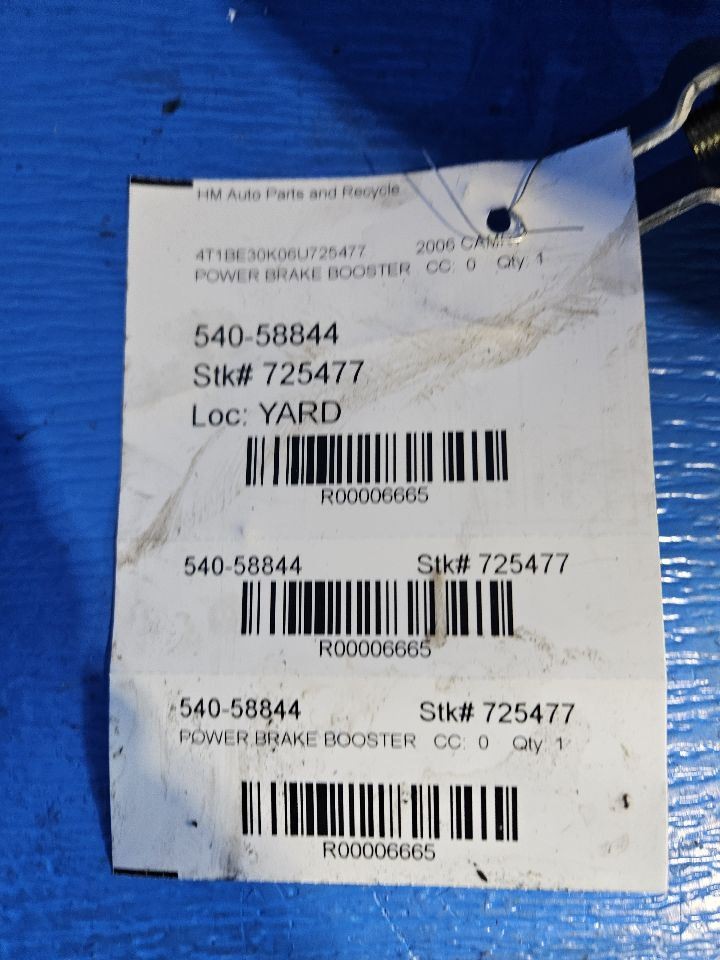 HM Auto Parts and Recycle
4T1BE30K06U725477 2006
POWER BRAKE BOOSTER CC: 0 Qty: 1
540-58844
Stk# 725477
Loc: YARD
R00006665
540-58844 Stk# 725477
R00006665
540-58844 Stk# 725477
POWER BRAKE BOOSTER CC: 0 Qty: 1
R00006665